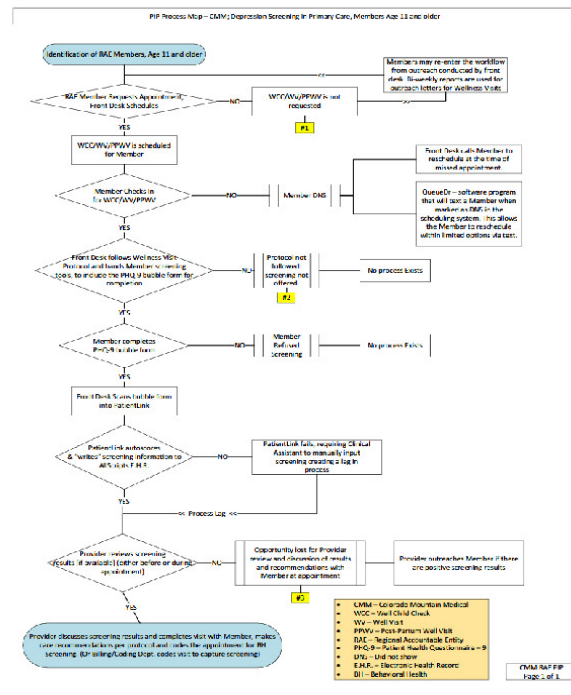 PIP Process Map – CMM; Depression Screening in Primary Care, Members Age 11 and older
Identification of RAE Members, Age 11 and older
Members may re-enter the workflow
from outreach conducted by front
desk. Bi-weekly reports are used for
outreach letters for Wellness Visits
<<
RAE Member Requests Appointment,
Front Desk Schedules
NO
WCC/WV/PPWV is not
requested
>>
#1
YES
WCC/WV/PPWV is scheduled
for Member
Front Desk calls Member to
reschedule at the time of
missed appointment.
Member Checks In
for WCC/WV/PPWV
NO
Member DNS
QueueDr – software program
that will text a Member when
marked as DNS in the
scheduling system. This allows
the Member to reschedule
within limited options via text.
YES
Front Desk follows Wellness Visit
Protocol and hands Member screening
tools, to include the PHQ-9 bubble form for
completion
NO
Protocol not
followed
screening not
offered
No process Exists
#2
YES
Member completes
PHQ-9 bubble form
NO
Member
Refused
Screening
No process Exists
YES
Front Desk Scans bubble form
into PatientLink
PatientLink autoscores
& "writes" screening information to
AllScripts E.H.R.
NO
PatientLink fails, requiring Clinical
Assistant to manually input
screening creating a lag in
process
YES
<< Process Lag <<
Provider reviews screening
results (if available) (either before or during
appointment)
NO
Opportunity lost for Provider
review and discussion of results
and recommendations with
Member at appointment
Provider outreaches Member if there
are positive screening results
#3
YES
Provider discusses screening results and completes visit with Member, makes
care recommendations per protocol and codes the appointment for BH
screening. (Or Billing/Coding Dept. codes visit to capture screening)
• CMM – Colorado Mountain Medical
• WCC – Well Child Check
• WV – Well Visit
• PPWV – Post-Partum Well Visit
• RAE – Regional Accountable Entity
• PHQ-9 – Patient Health Questionnaire – 9
• DNS – Did not show
• E.H.R. – Electronic Health Record
• BH – Behavioral Health
CMM RAE PIP
Page 1 of 1